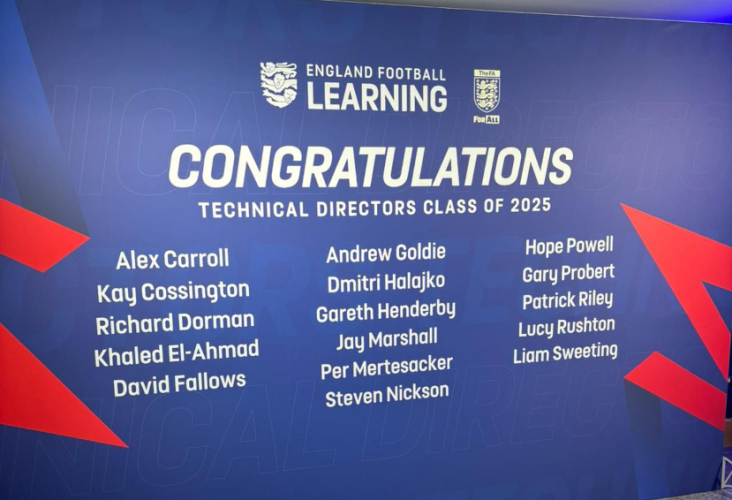 ENGLAND FOOTBALL
LEARNING
TheFA
FOR ALL
CONGRATULATIONS
TECHNICAL DIRECTORS CLASS OF 2025
Alex Carroll
Kay Cossington
Richard Dorman
Khaled El-Ahmad
David Fallows
Andrew Goldie
Dmitri Halajko
Gareth Henderby
Jay Marshall
Per Mertesacker
Steven Nickson
Hope Powell
Gary Probert
Patrick Riley
Lucy Rushton
Liam Sweeting